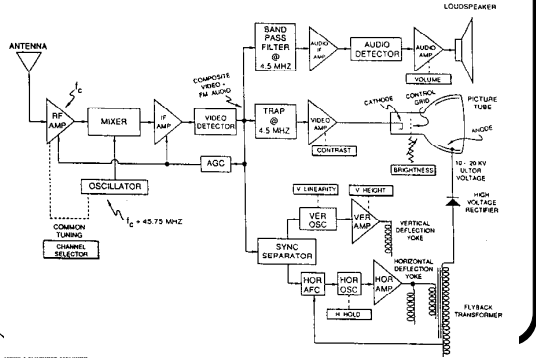 LOUDSPEAKER
ANTENNA
BAND
PASS
FILTER
@
4.5 MHZ
AUDIO
IF
AMP
AUDIO
DETECTOR
AUDIO
AMP
VOLUME
COMPOSITE
VIDEO +
FM AUDIO
fc
RF
AMP
MIXER
IF
AMP
VIDEO
DETECTOR
TRAP
@
4.5 MHZ
VIDEO
AMP
CONTRAST
CATHODE
CONTROL
GRID
PICTURE
TUBE
ANODE
BRIGHTNESS
10 - 20 KV
ULTOR
VOLTAGE
AGC
OSCILLATOR
fc + 45.75 MHZ
COMMON
TUNING
CHANNEL
SELECTOR
HIGH
VOLTAGE
RECTIFIER
V LINEARITY
V HEIGHT
VER
OSC
VER
AMP
VERTICAL
DEFLECTION
YOKE
SYNC
SEPARATOR
HORIZONTAL
DEFLECTION
YOKE
HOR
AFC
HOR
OSC
HOR
AMP
H HOLD
FLYBACK
TRANSFORMER